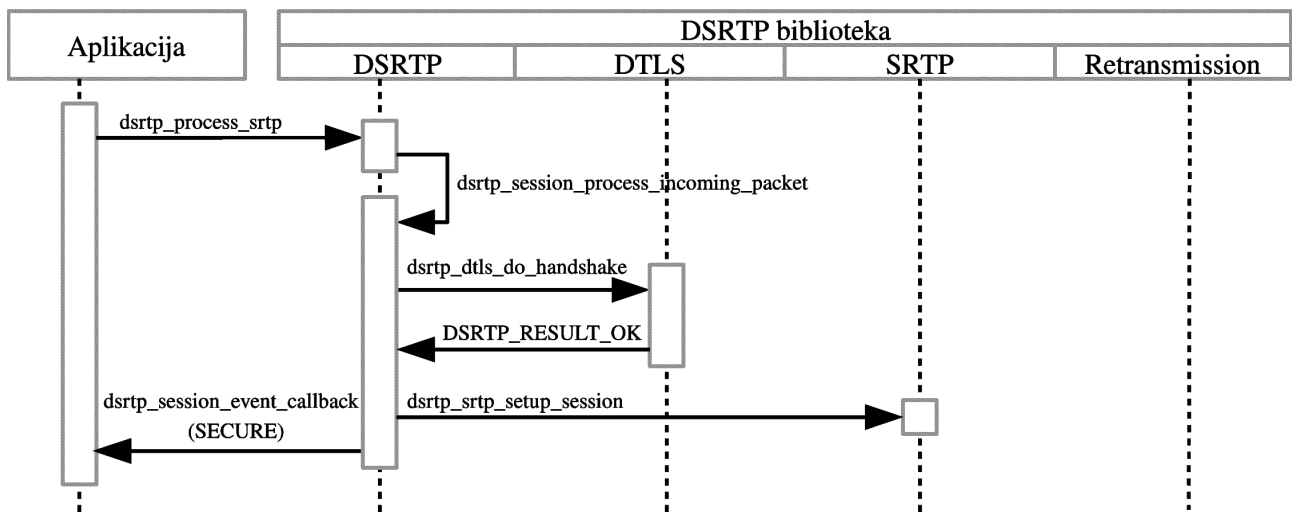 Aplikacija
DSRTP biblioteka
DSRTP
DTLS
SRTP
Retransmission
dsrtp_process_srtp
dsrtp_session_process_incoming_packet
dsrtp_dtls_do_handshake
DSRTP_RESULT_OK
dsrtp_session_event_callback
(SECURE)
dsrtp_srtp_setup_session